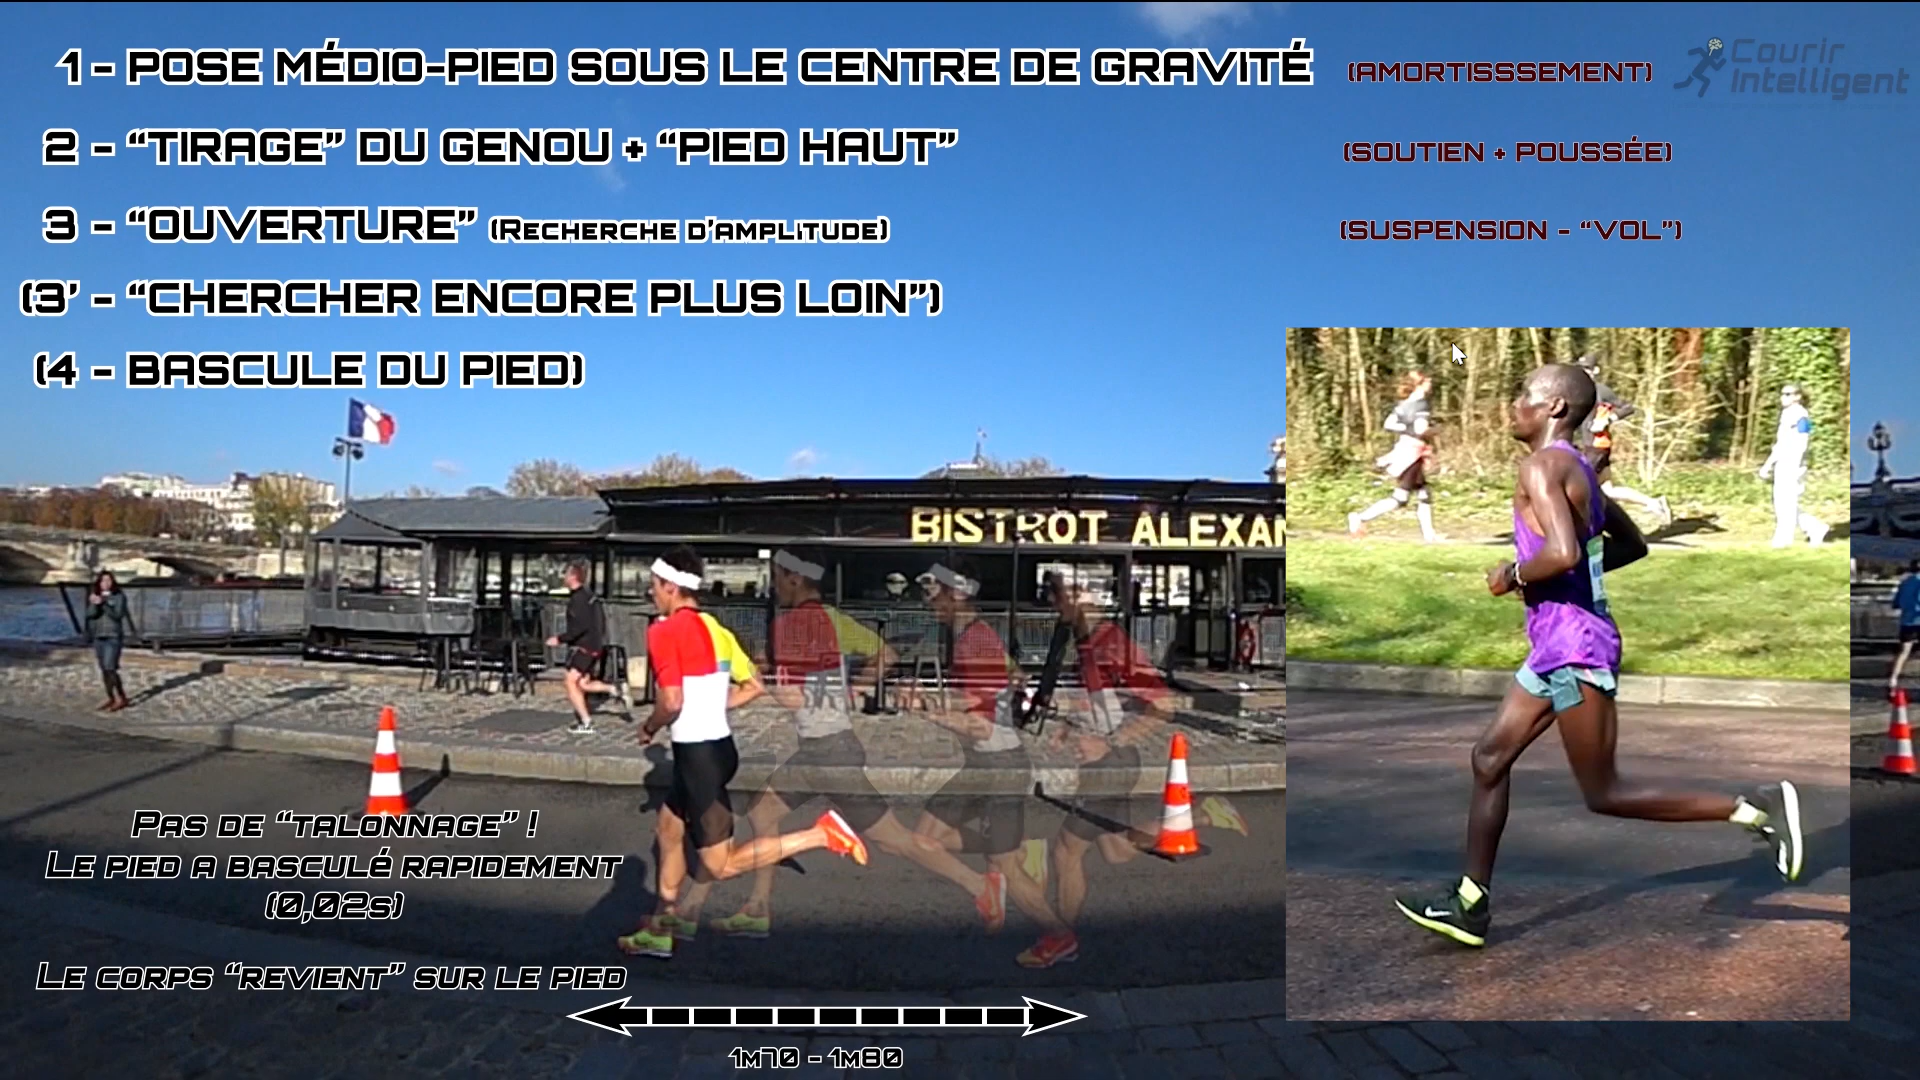 1 - POSE MÉDIO-PIED SOUS LE CENTRE DE GRAVITÉ (AMORTISSSEMENT)
Courir
Intelligent
2 - “TIRAGE” DU GENOU + “PIED HAUT” (SOUTIEN + POUSSÉE)
3 - “OUVERTURE” (RECHERCHE D’AMPLITUDE) (SUSPENSION - “VOL”)
(3’ - “CHERCHER ENCORE PLUS LOIN”)
(4 - BASCULE DU PIED)
BISTROT ALEXAN
PAS DE “TALONNAGE” !
LE PIED A BASCULÉ RAPIDEMENT
(0,02s)
LE CORPS “REVIENT” SUR LE PIED
1M70 - 1M80